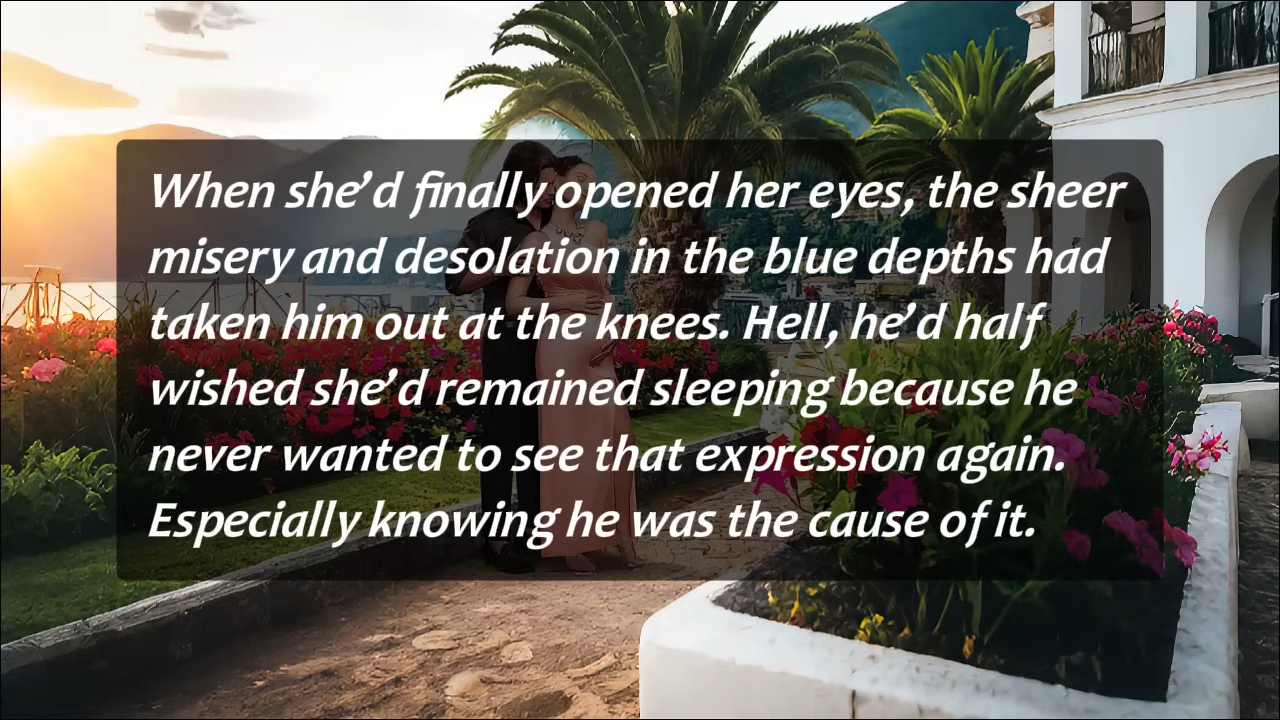 When she’d finally opened her eyes, the sheer
misery and desolation in the blue depths had
taken him out at the knees. Hell, he’d half
wished she’d remained sleeping because he
never wanted to see that expression again.
Especially knowing he was the cause of it.